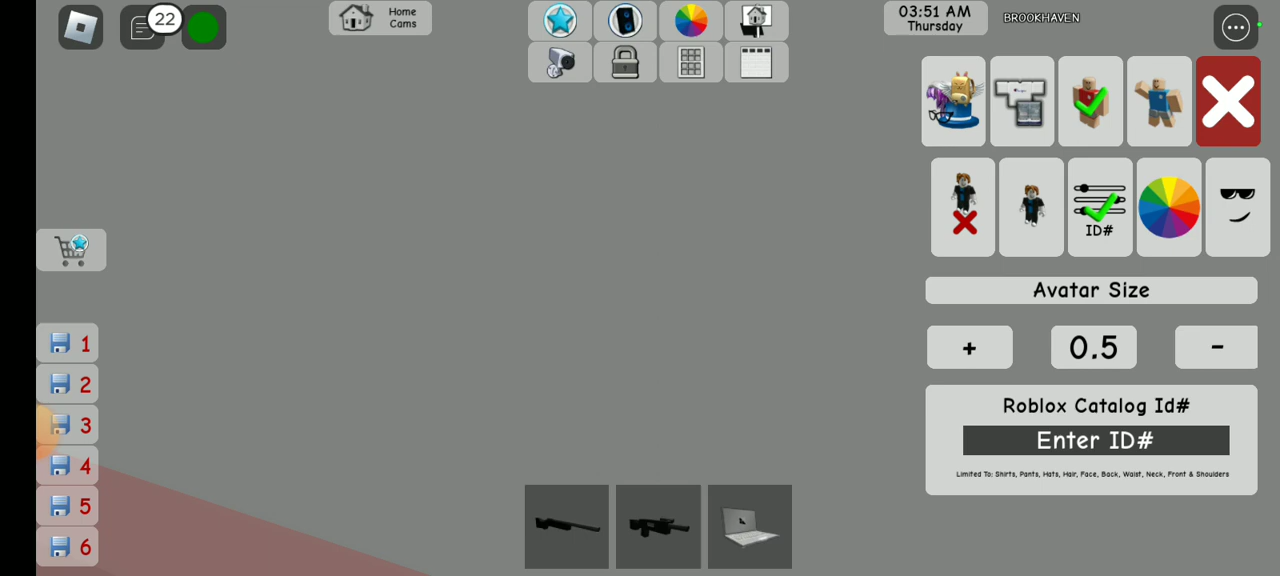 22
Home
Cams
03:51 AM
Thursday
BROOKHAVEN
ID#
Avatar Size
+ 0.5 -
Roblox Catalog Id#
Enter ID#
Limited To: Shirts, Pants, Hats, Hair, Face, Back, Waist, Neck, Front & Shoulders
1
2
3
4
5
6